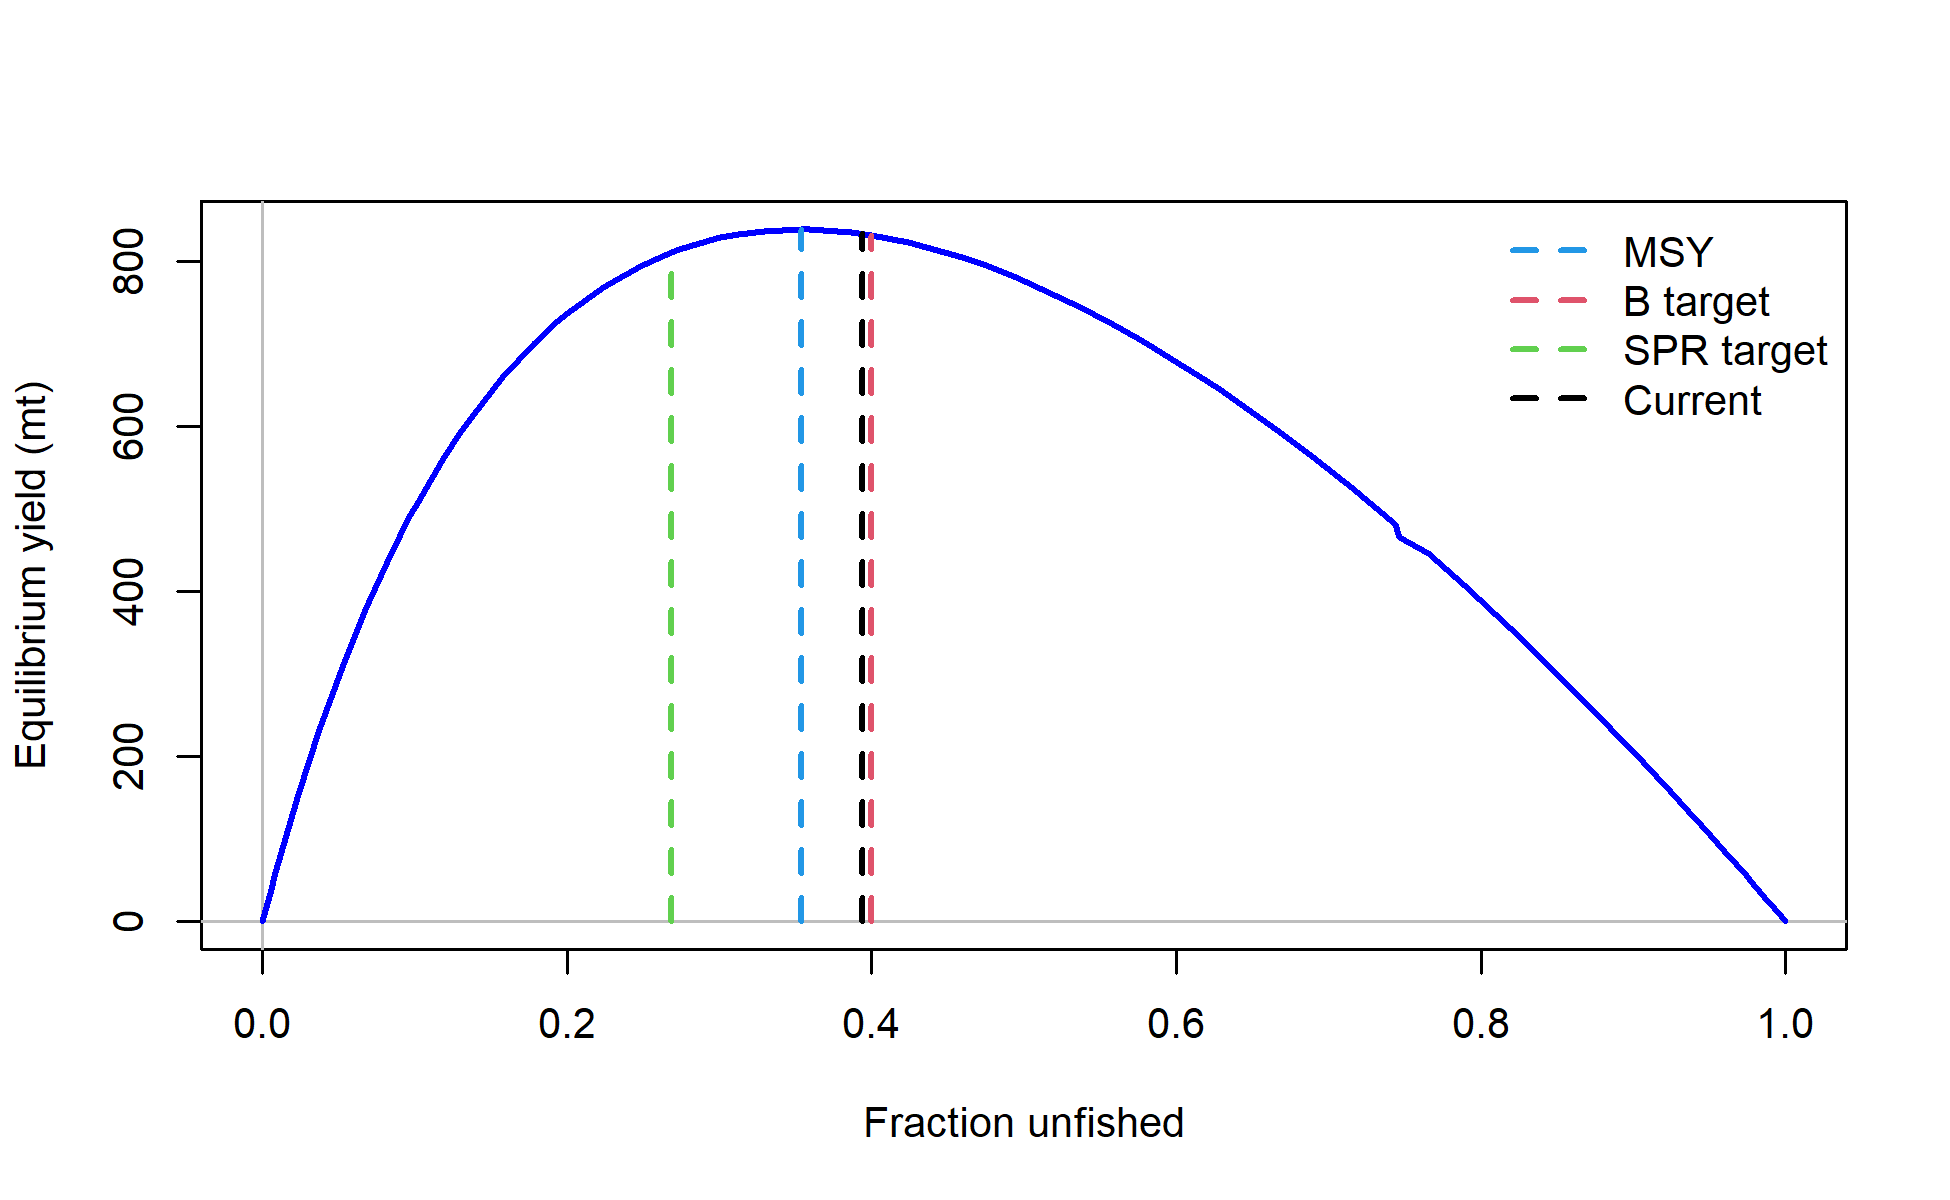 MSY
B target
SPR target
Current
Equilibrium yield (mt)
800
600
400
200
0
0.0 0.2 0.4 0.6 0.8 1.0
Fraction unfished